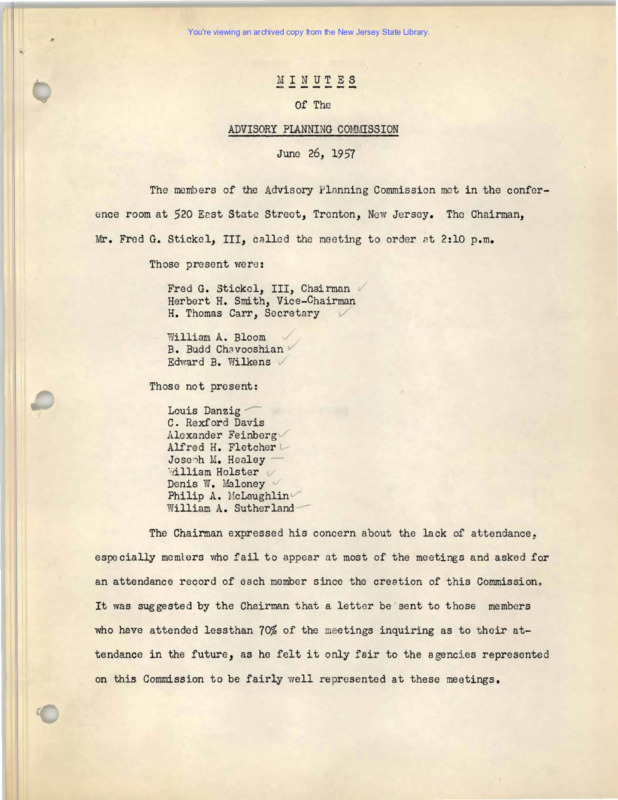 You're viewing an archived copy from the New Jersey State Library.
M I N U T E S
Of The
ADVISORY PLANNING COMMISSION
June 26, 1957
The members of the Advisory Planning Commission met in the confer-
ence room at 520 East State Street, Trenton, New Jersey. The Chairman,
Mr. Fred G. Stickel, III, called the meeting to order at 2:10 p.m.
Those present were:
Fred G. Stickel, III, Chairman
Herbert H. Smith, Vice-Chairman
H. Thomas Carr, Secretary
William A. Bloom
B. Budd Chavooshian
Edward B. Wilkens
Those not present:
Louis Danzig
C. Rexford Davis
Alexander Feinberg
Alfred H. Fletcher
Joseph M. Healey
William Holster
Denis W. Maloney
Philip A. McLaughlin
William A. Sutherland
The Chairman expressed his concern about the lack of attendance,
especially members who fail to appear at most of the meetings and asked for
an attendance record of each member since the creation of this Commission.
It was suggested by the Chairman that a letter be sent to those members
who have attended lessthan 70% of the meetings inquiring as to their at-
tendance in the future, as he felt it only fair to the agencies represented
on this Commission to be fairly well represented at these meetings.